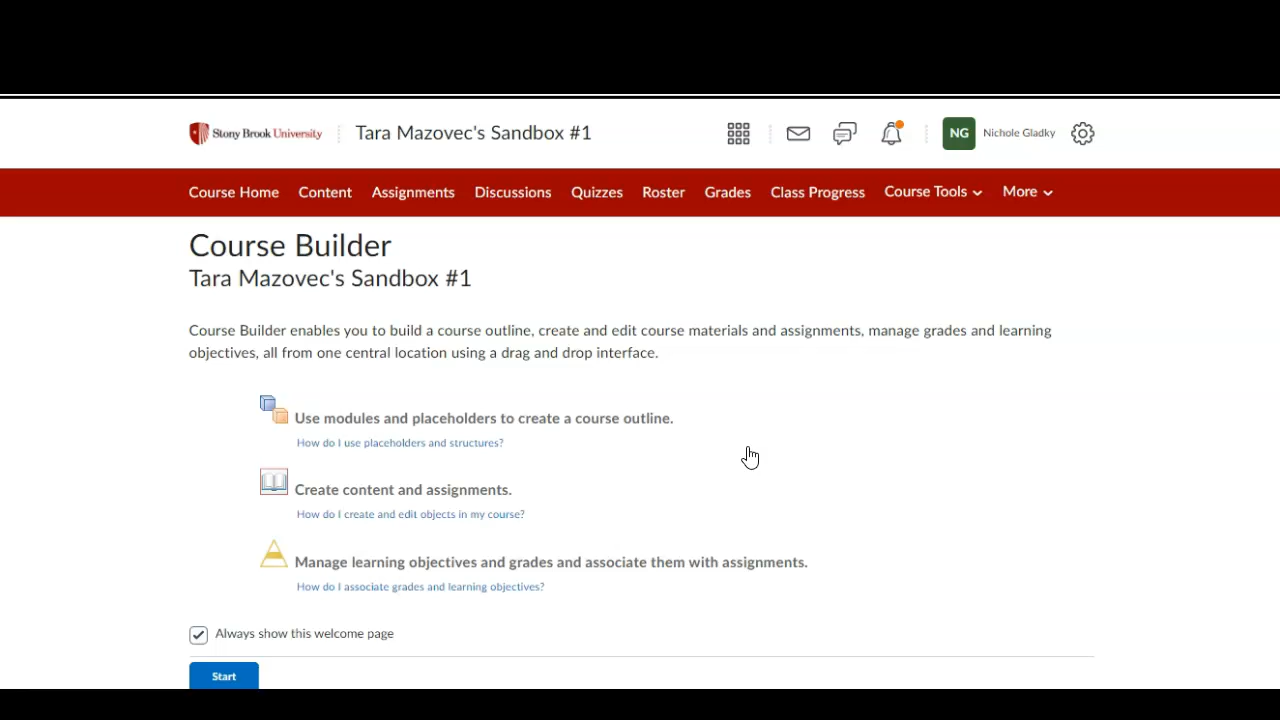 Stony Brook University
Tara Mazovec's Sandbox #1
NG
Nichole Gladky
Course Home
Content
Assignments
Discussions
Quizzes
Roster
Grades
Class Progress
Course Tools
More
Course Builder
Tara Mazovec's Sandbox #1
Course Builder enables you to build a course outline, create and edit course materials and assignments, manage grades and learning
objectives, all from one central location using a drag and drop interface.
Use modules and placeholders to create a course outline.
How do I use placeholders and structures?
Create content and assignments.
How do I create and edit objects in my course?
Manage learning objectives and grades and associate them with assignments.
How do I associate grades and learning objectives?
Always show this welcome page
Start